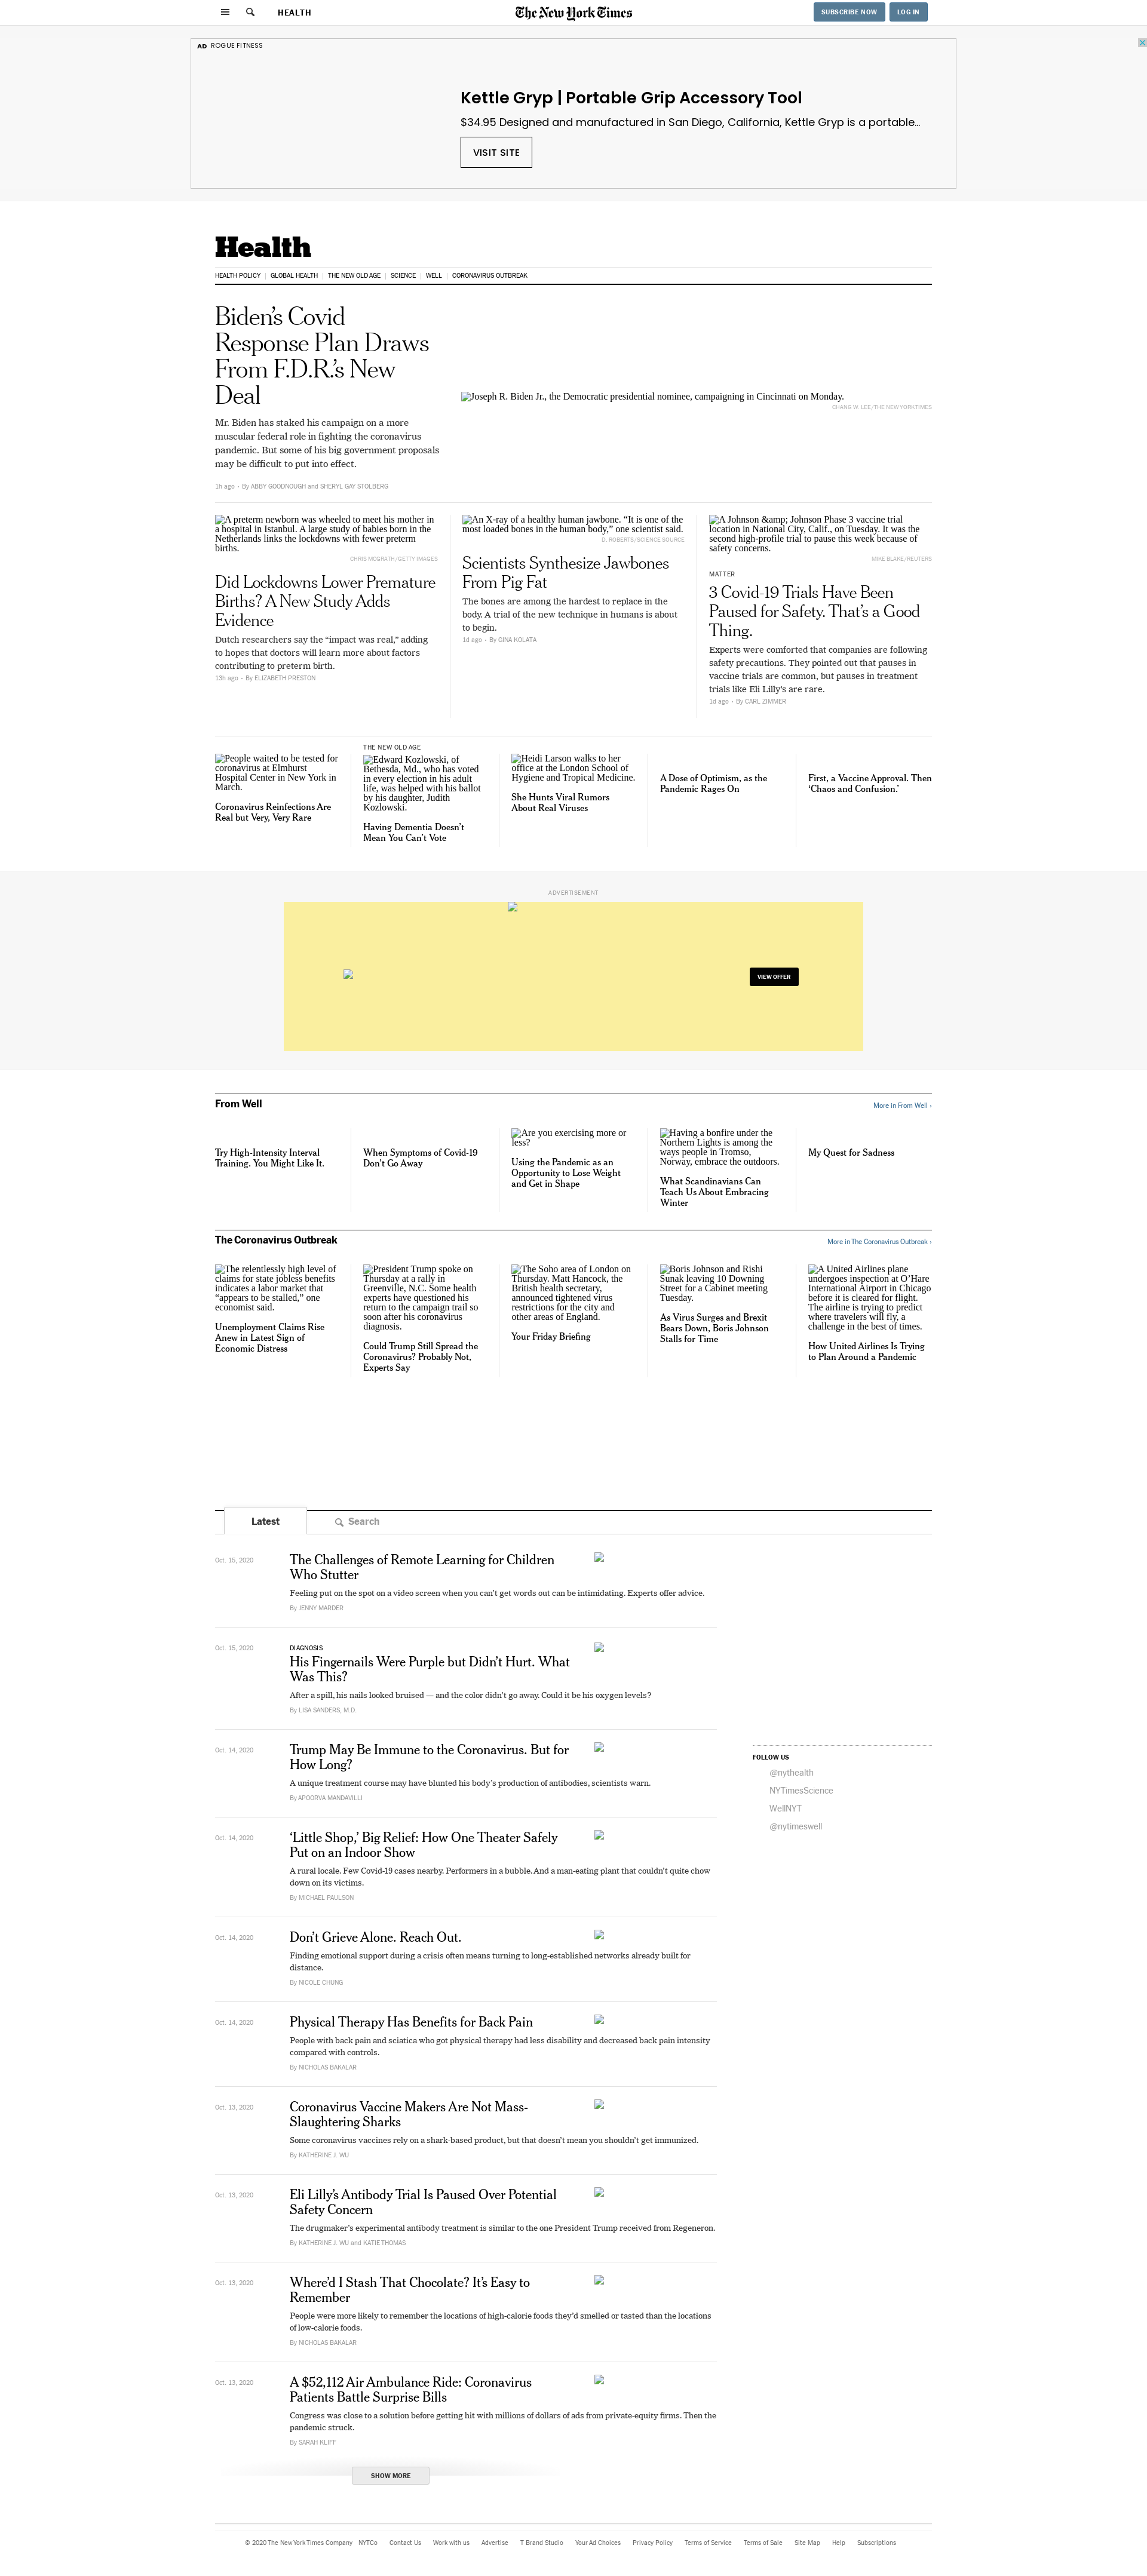 HEALTH
The New York Times
SUBSCRIBE NOW
LOG IN
AD ROGUE FITNESS
Kettle Gryp | Portable Grip Accessory Tool
$34.95 Designed and manufactured in San Diego, California, Kettle Gryp is a portable...
VISIT SITE
Health
HEALTH POLICY
GLOBAL HEALTH
THE NEW OLD AGE
SCIENCE
WELL
CORONAVIRUS OUTBREAK
Biden’s Covid
Response Plan Draws
From F.D.R.’s New
Deal
Mr. Biden has staked his campaign on a more
muscular federal role in fighting the coronavirus
pandemic. But some of his big government proposals
may be difficult to put into effect.
1h ago - By ABBY GOODNOUGH and SHERYL GAY STOLBERG
Joseph R. Biden Jr., the Democratic presidential nominee, campaigning in Cincinnati on Monday.
CHANG W. LEE/THE NEW YORK TIMES
A preterm newborn was wheeled to meet his mother in
a hospital in Istanbul. A large study of babies born in the
Netherlands links the lockdowns with fewer preterm
births.
CHRIS MCGRATH/GETTY IMAGES
Did Lockdowns Lower Premature
Births? A New Study Adds
Evidence
Dutch researchers say the “impact was real,” adding
to hopes that doctors will learn more about factors
contributing to preterm birth.
13h ago - By ELIZABETH PRESTON
An X-ray of a healthy human jawbone. “It is one of the
most loaded bones in the human body,” one scientist said.
D. ROBERTS/SCIENCE SOURCE
Scientists Synthesize Jawbones
From Pig Fat
The bones are among the hardest to replace in the
body. A trial of the new technique in humans is about
to begin.
1d ago - By GINA KOLATA
A Johnson &amp; Johnson Phase 3 vaccine trial
location in National City, Calif., on Tuesday. It was the
second high-profile trial to pause this week because of
safety concerns.
MIKE BLAKE/REUTERS
MATTER
3 Covid-19 Trials Have Been
Paused for Safety. That’s a Good
Thing.
Experts were comforted that companies are following
safety precautions. They pointed out that pauses in
vaccine trials are common, but pauses in treatment
trials like Eli Lilly’s are rare.
1d ago - By CARL ZIMMER
People waited to be tested for
coronavirus at Elmhurst
Hospital Center in New York in
March.
Coronavirus Reinfections Are
Real but Very, Very Rare
THE NEW OLD AGE
Edward Kozlowski, of
Bethesda, Md., who has voted
in every election in his adult
life, was helped with his ballot
by his daughter, Judith
Kozlowski.
Having Dementia Doesn’t
Mean You Can’t Vote
Heidi Larson walks to her
office at the London School of
Hygiene and Tropical Medicine.
She Hunts Viral Rumors
About Real Viruses
A Dose of Optimism, as the
Pandemic Rages On
First, a Vaccine Approval. Then
‘Chaos and Confusion.’
ADVERTISEMENT
VIEW OFFER
From Well
More in From Well ›
Try High-Intensity Interval
Training. You Might Like It.
When Symptoms of Covid-19
Don’t Go Away
Are you exercising more or
less?
Using the Pandemic as an
Opportunity to Lose Weight
and Get in Shape
Having a bonfire under the
Northern Lights is among the
ways people in Tromso,
Norway, embrace the outdoors.
What Scandinavians Can
Teach Us About Embracing
Winter
My Quest for Sadness
The Coronavirus Outbreak
More in The Coronavirus Outbreak ›
The relentlessly high level of
claims for state jobless benefits
indicates a labor market that
“appears to be stalled,” one
economist said.
Unemployment Claims Rise
Anew in Latest Sign of
Economic Distress
President Trump spoke on
Thursday at a rally in
Greenville, N.C. Some health
experts have questioned his
return to the campaign trail so
soon after his coronavirus
diagnosis.
Could Trump Still Spread the
Coronavirus? Probably Not,
Experts Say
The Soho area of London on
Thursday. Matt Hancock, the
British health secretary,
announced tightened virus
restrictions for the city and
other areas of England.
Your Friday Briefing
Boris Johnson and Rishi
Sunak leaving 10 Downing
Street for a Cabinet meeting
Tuesday.
As Virus Surges and Brexit
Bears Down, Boris Johnson
Stalls for Time
A United Airlines plane
undergoes inspection at O’Hare
International Airport in Chicago
before it is cleared for flight.
The airline is trying to predict
where travelers will fly, a
challenge in the best of times.
How United Airlines Is Trying
to Plan Around a Pandemic
Latest
Search
Oct. 15, 2020
The Challenges of Remote Learning for Children
Who Stutter
Feeling put on the spot on a video screen when you can’t get words out can be intimidating. Experts offer advice.
By JENNY MARDER
Oct. 15, 2020
DIAGNOSIS
His Fingernails Were Purple but Didn’t Hurt. What
Was This?
After a spill, his nails looked bruised — and the color didn’t go away. Could it be his oxygen levels?
By LISA SANDERS, M.D.
Oct. 14, 2020
Trump May Be Immune to the Coronavirus. But for
How Long?
A unique treatment course may have blunted his body’s production of antibodies, scientists warn.
By APOORVA MANDAVILLI
FOLLOW US
@nythealth
NYTimesScience
WellNYT
@nytimeswell
Oct. 14, 2020
‘Little Shop,’ Big Relief: How One Theater Safely
Put on an Indoor Show
A rural locale. Few Covid-19 cases nearby. Performers in a bubble. And a man-eating plant that couldn’t quite chow
down on its victims.
By MICHAEL PAULSON
Oct. 14, 2020
Don’t Grieve Alone. Reach Out.
Finding emotional support during a crisis often means turning to long-established networks already built for
distance.
By NICOLE CHUNG
Oct. 14, 2020
Physical Therapy Has Benefits for Back Pain
People with back pain and sciatica who got physical therapy had less disability and decreased back pain intensity
compared with controls.
By NICHOLAS BAKALAR
Oct. 13, 2020
Coronavirus Vaccine Makers Are Not Mass-
Slaughtering Sharks
Some coronavirus vaccines rely on a shark-based product, but that doesn’t mean you shouldn’t get immunized.
By KATHERINE J. WU
Oct. 13, 2020
Eli Lilly’s Antibody Trial Is Paused Over Potential
Safety Concern
The drugmaker’s experimental antibody treatment is similar to the one President Trump received from Regeneron.
By KATHERINE J. WU and KATIE THOMAS
Oct. 13, 2020
Where’d I Stash That Chocolate? It’s Easy to
Remember
People were more likely to remember the locations of high-calorie foods they’d smelled or tasted than the locations
of low-calorie foods.
By NICHOLAS BAKALAR
Oct. 13, 2020
A $52,112 Air Ambulance Ride: Coronavirus
Patients Battle Surprise Bills
Congress was close to a solution before getting hit with millions of dollars of ads from private-equity firms. Then the
pandemic struck.
By SARAH KLIFF
SHOW MORE
© 2020 The New York Times Company NYTCo Contact Us Work with us Advertise T Brand Studio Your Ad Choices Privacy Policy Terms of Service Terms of Sale Site Map Help Subscriptions